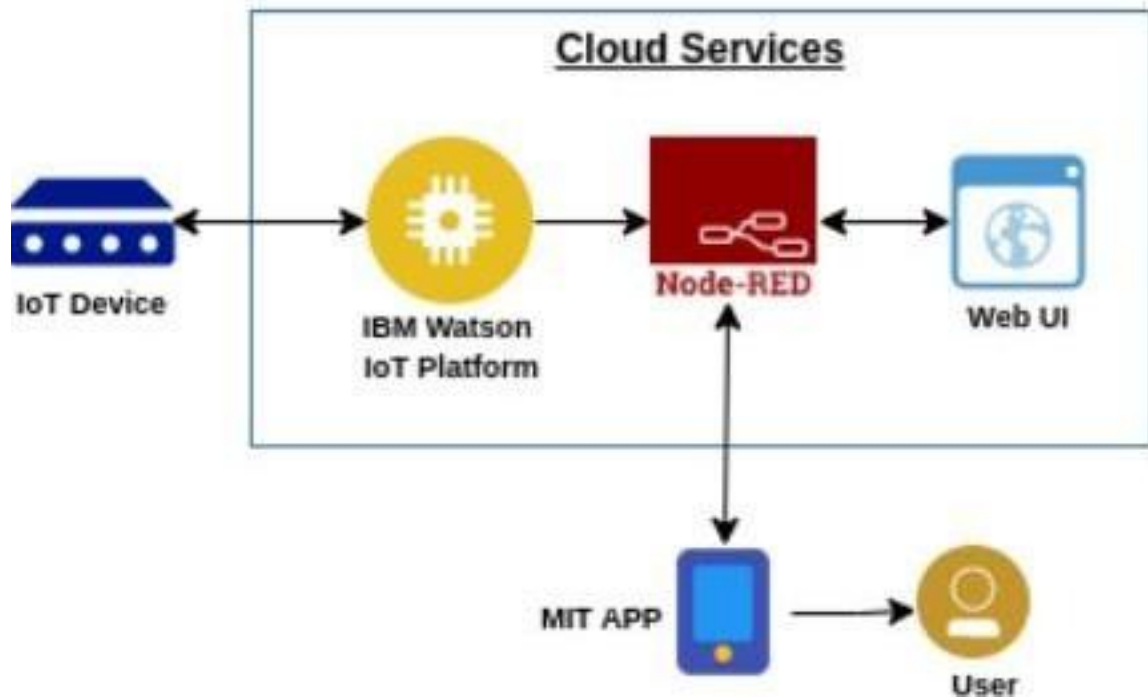 Cloud Services
IoT Device
IBM Watson
IoT Platform
Node-RED
Web UI
MIT APP
User